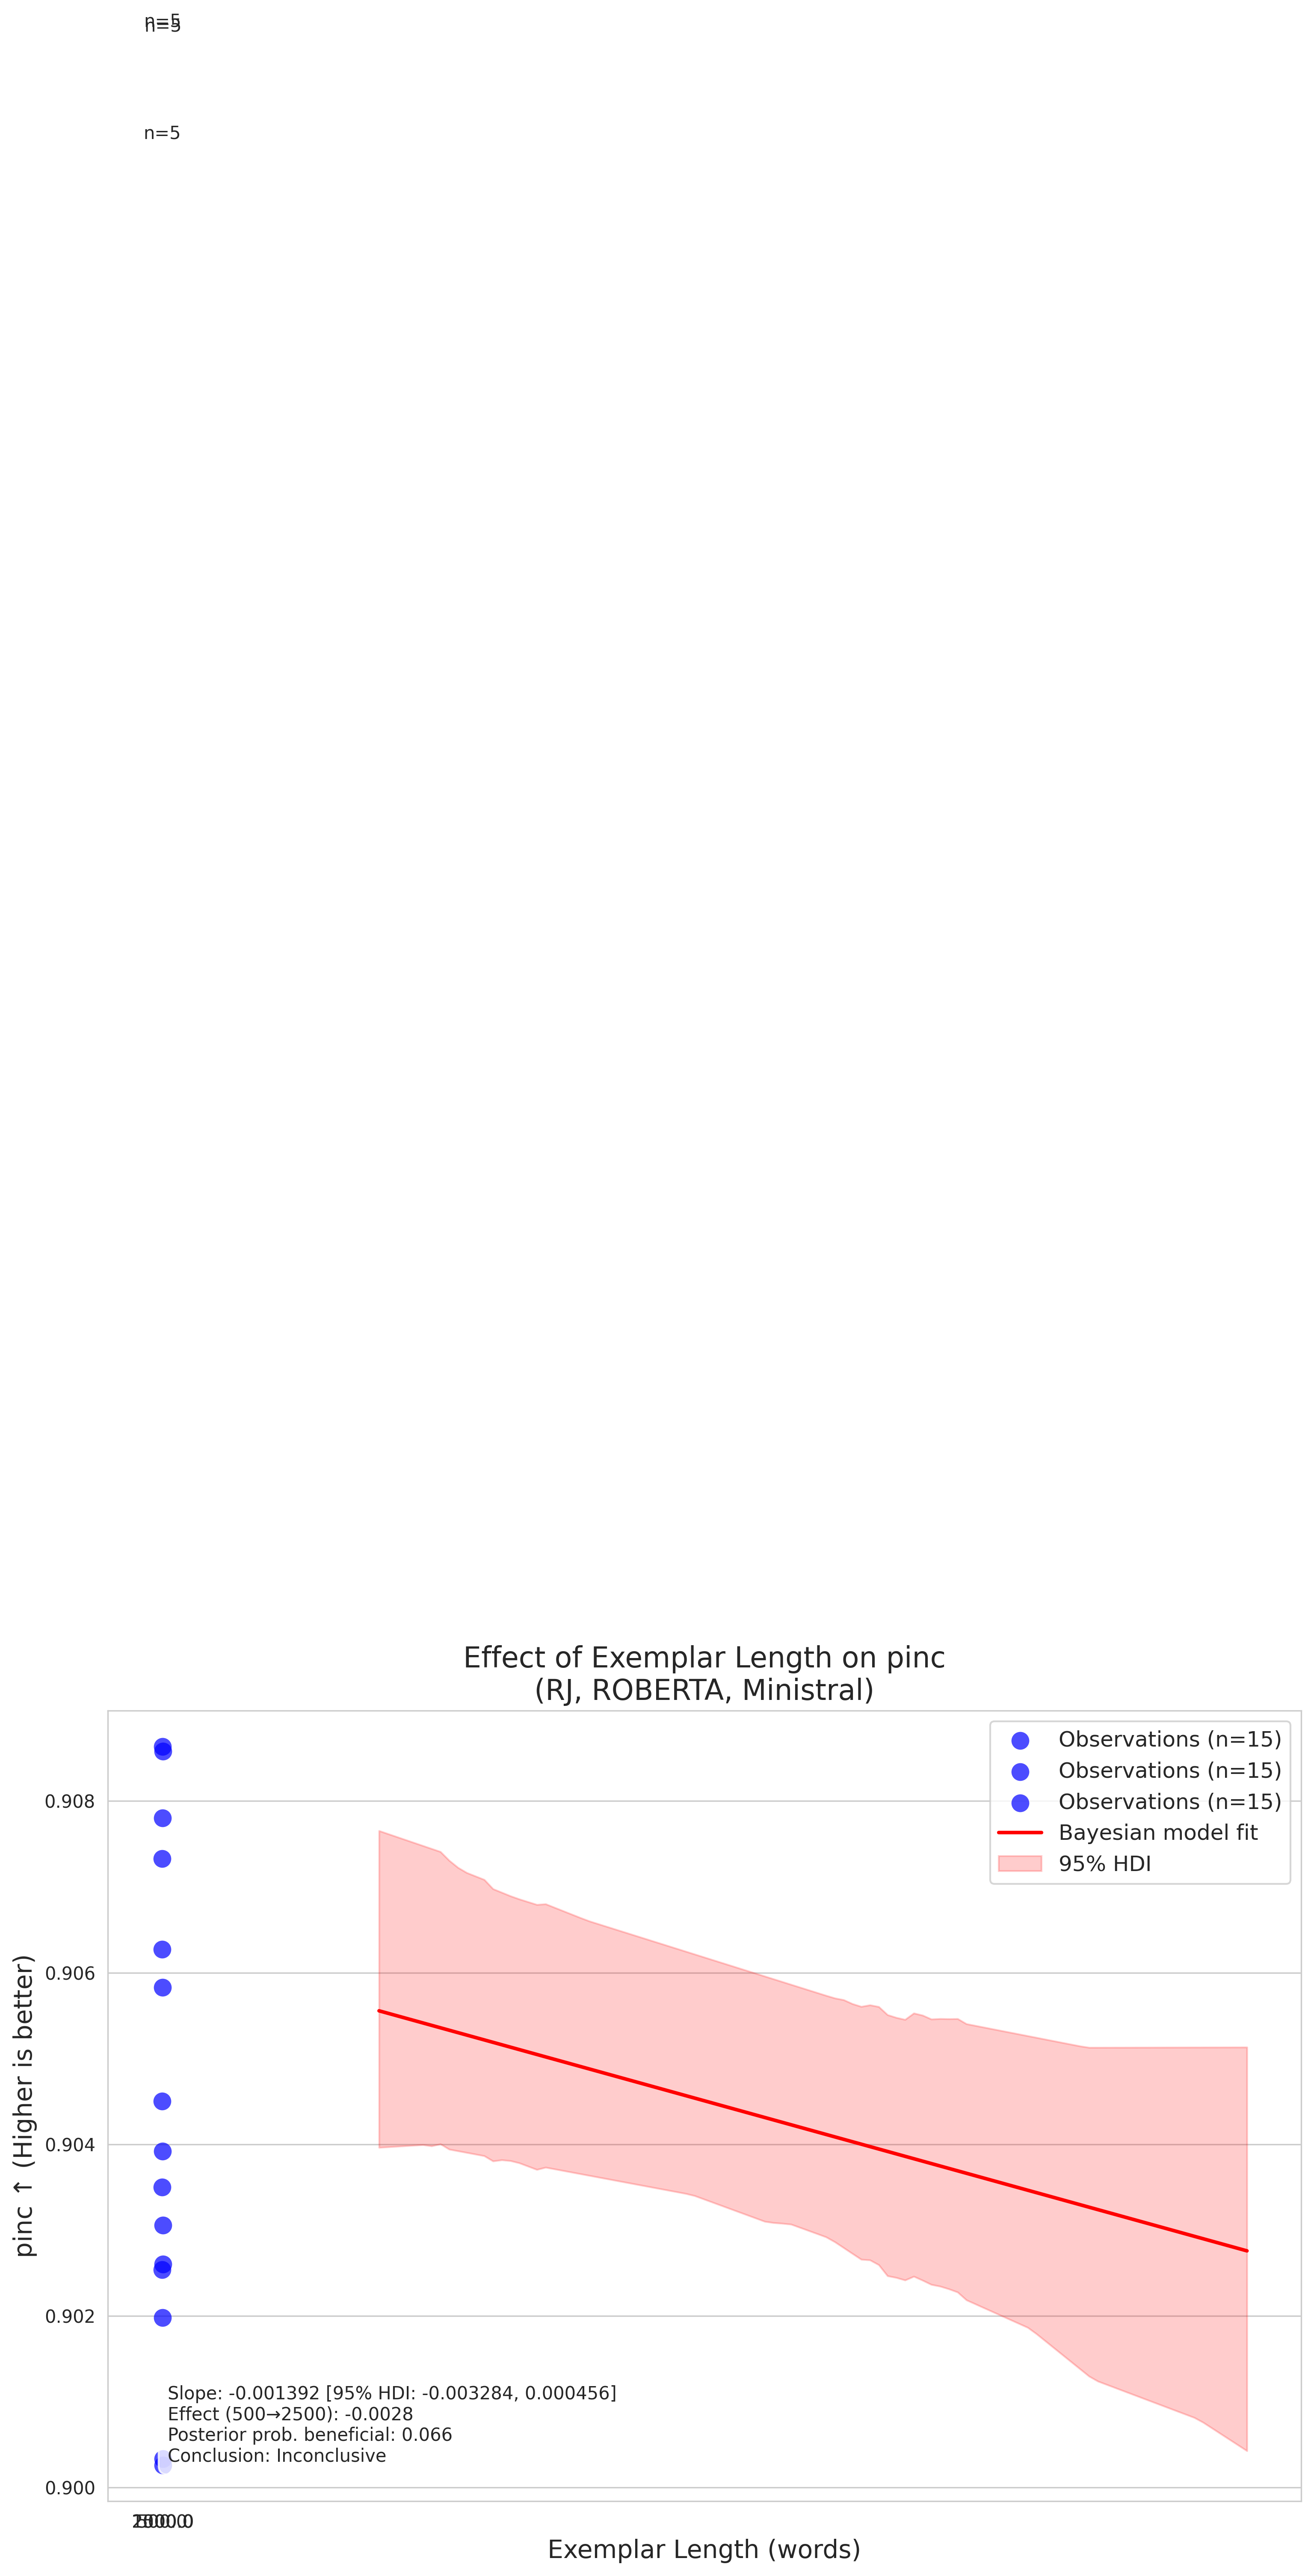 n=5
n=5
n=5
Effect of Exemplar Length on pinc
(RJ, ROBERTA, Ministral)
Observations (n=15)
Observations (n=15)
Observations (n=15)
Bayesian model fit
95% HDI
pinc ↑ (Higher is better)
0.908
0.906
0.904
0.902
0.900
Slope: -0.001392 [95% HDI: -0.003284, 0.000456]
Effect (500→2500): -0.0028
Posterior prob. beneficial: 0.066
Conclusion: Inconclusive
Exemplar Length (words)